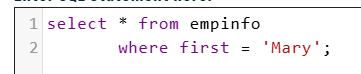 1 select * from empinfo
2 where first = 'Mary';